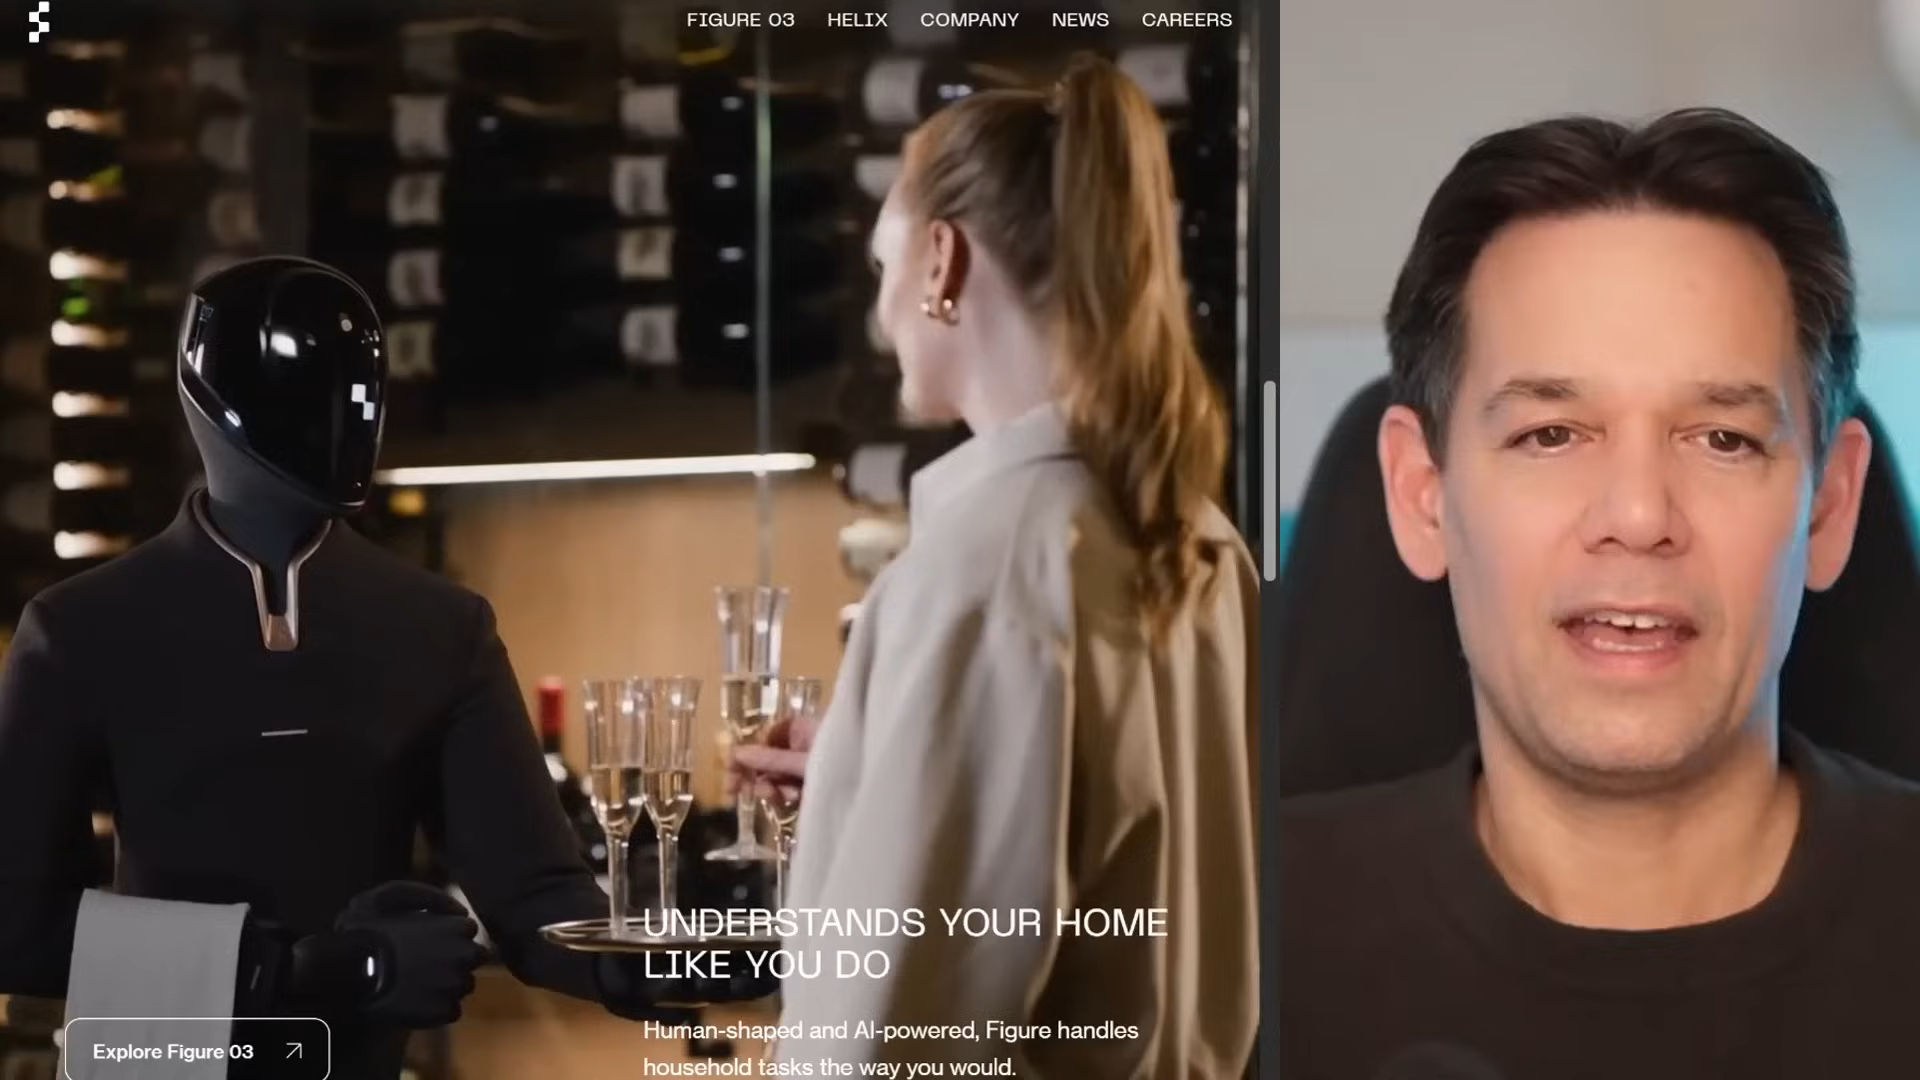 FIGURE 03 HELIX COMPANY NEWS CAREERS
UNDERSTANDS YOUR HOME
LIKE YOU DO
Human-shaped and AI-powered, Figure handles
household tasks the way you would.
Explore Figure 03